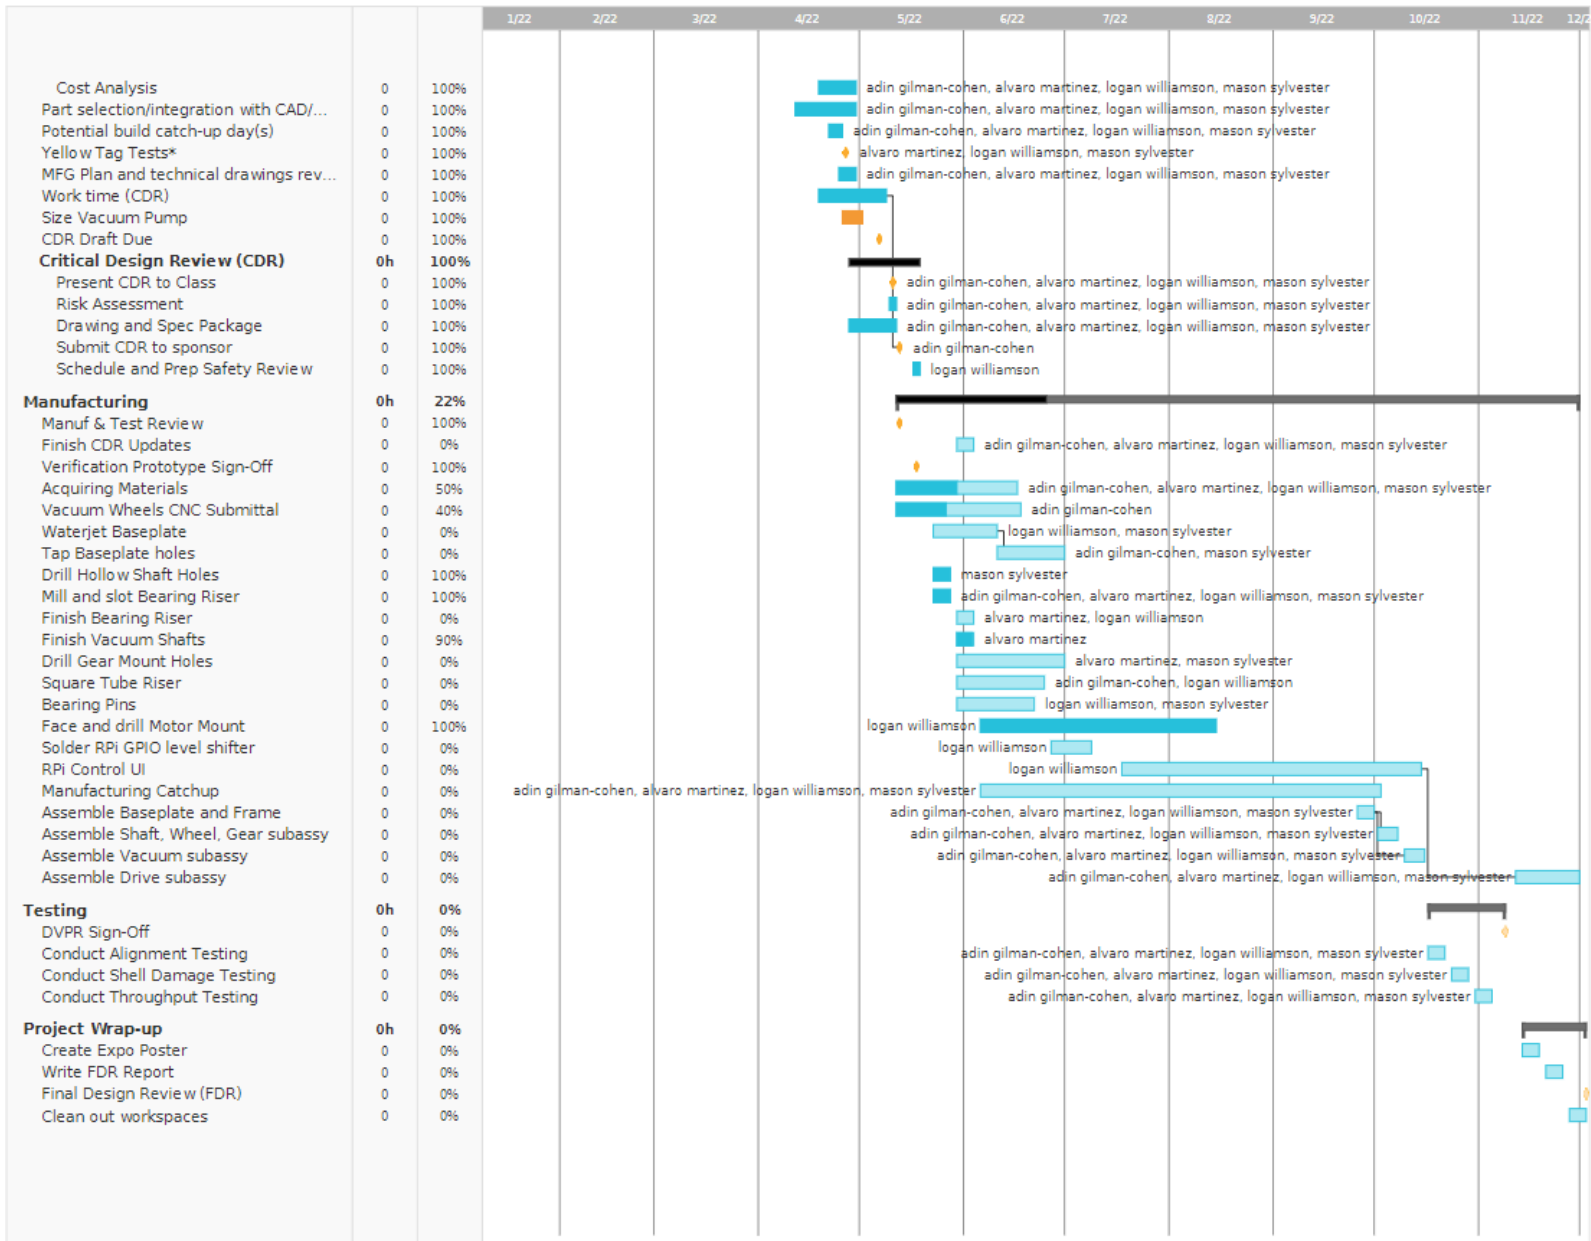 1/22 2/22 3/22 4/22 5/22 6/22 7/22 8/22 9/22 10/22 11/22 12/2
Cost Analysis 0 100% adin gilman-cohen, alvaro martinez, logan williamson, mason sylvester
Part selection/integration with CAD/... 0 100% adin gilman-cohen, alvaro martinez, logan williamson, mason sylvester
Potential build catch-up day(s) 0 100% adin gilman-cohen, alvaro martinez, logan williamson, mason sylvester
Yellow Tag Tests* 0 100% alvaro martinez, logan williamson, mason sylvester
MFG Plan and technical drawings rev... 0 100% adin gilman-cohen, alvaro martinez, logan williamson, mason sylvester
Work time (CDR) 0 100%
Size Vacuum Pump 0 100%
CDR Draft Due 0 100%
Critical Design Review (CDR) 0h 100%
Present CDR to Class 0 100% adin gilman-cohen, alvaro martinez, logan williamson, mason sylvester
Risk Assessment 0 100% adin gilman-cohen, alvaro martinez, logan williamson, mason sylvester
Drawing and Spec Package 0 100% adin gilman-cohen, alvaro martinez, logan williamson, mason sylvester
Submit CDR to sponsor 0 100% adin gilman-cohen
Schedule and Prep Safety Review 0 100% logan williamson
Manufacturing 0h 22%
Manuf & Test Review 0 100%
Finish CDR Updates 0 0% adin gilman-cohen, alvaro martinez, logan williamson, mason sylvester
Verification Prototype Sign-Off 0 100%
Acquiring Materials 0 50% adin gilman-cohen, alvaro martinez, logan williamson, mason sylvester
Vacuum Wheels CNC Submittal 0 40% adin gilman-cohen
Waterjet Baseplate 0 0% logan williamson, mason sylvester
Tap Baseplate holes 0 0% adin gilman-cohen, mason sylvester
Drill Hollow Shaft Holes 0 100% mason sylvester
Mill and slot Bearing Riser 0 100% adin gilman-cohen, alvaro martinez, logan williamson, mason sylvester
Finish Bearing Riser 0 0% alvaro martinez, logan williamson
Finish Vacuum Shafts 0 90% alvaro martinez
Drill Gear Mount Holes 0 0% alvaro martinez, mason sylvester
Square Tube Riser 0 0% adin gilman-cohen, logan williamson
Bearing Pins 0 0% logan williamson, mason sylvester
Face and drill Motor Mount 0 100% logan williamson
Solder RPi GPIO level shifter 0 0% logan williamson
RPi Control UI 0 0% logan williamson
Manufacturing Catchup 0 0% adin gilman-cohen, alvaro martinez, logan williamson, mason sylvester
Assemble Baseplate and Frame 0 0% adin gilman-cohen, alvaro martinez, logan williamson, mason sylvester
Assemble Shaft, Wheel, Gear subassy 0 0% adin gilman-cohen, alvaro martinez, logan williamson, mason sylvester
Assemble Vacuum subassy 0 0% adin gilman-cohen, alvaro martinez, logan williamson, mason sylvester
Assemble Drive subassy 0 0% adin gilman-cohen, alvaro martinez, logan williamson, mason sylvester
Testing 0h 0%
DVPR Sign-Off 0 0%
Conduct Alignment Testing 0 0% adin gilman-cohen, alvaro martinez, logan williamson, mason sylvester
Conduct Shell Damage Testing 0 0% adin gilman-cohen, alvaro martinez, logan williamson, mason sylvester
Conduct Throughput Testing 0 0% adin gilman-cohen, alvaro martinez, logan williamson, mason sylvester
Project Wrap-up 0h 0%
Create Expo Poster 0 0%
Write FDR Report 0 0%
Final Design Review (FDR) 0 0%
Clean out workspaces 0 0%